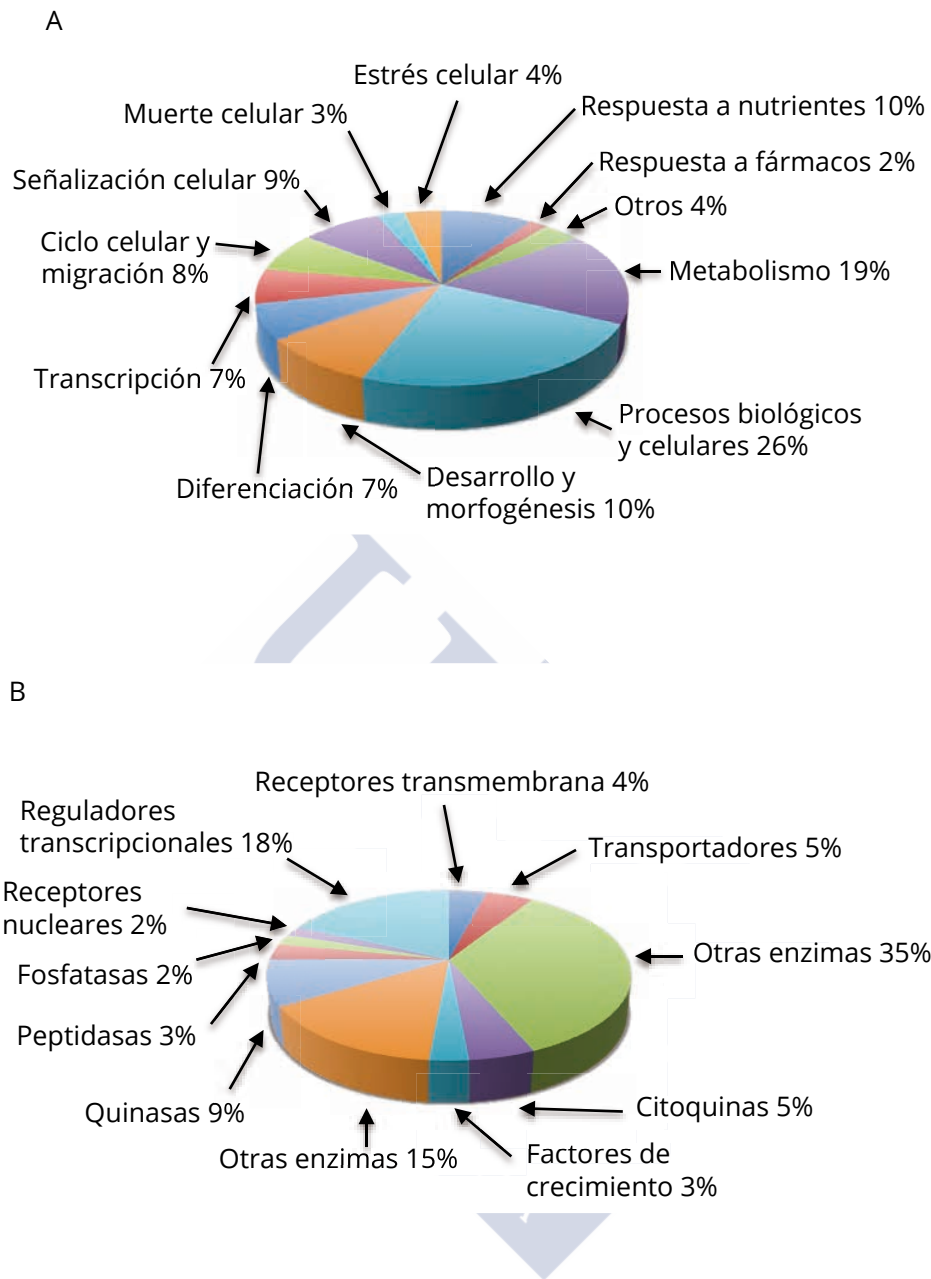 A
Estrés celular 4%
Muerte celular 3%
Respuesta a nutrientes 10%
Respuesta a fármacos 2%
Señalización celular 9%
Otros 4%
Ciclo celular y
migración 8%
Metabolismo 19%
Transcripción 7%
Procesos biológicos
y celulares 26%
Diferenciación 7%
Desarrollo y
morfogénesis 10%
B
Receptores transmembrana 4%
Reguladores
transcripcionales 18%
Transportadores 5%
Receptores
nucleares 2%
Otras enzimas 35%
Fosfatasas 2%
Peptidasas 3%
Quinasas 9%
Citoquinas 5%
Otras enzimas 15%
Factores de
crecimiento 3%